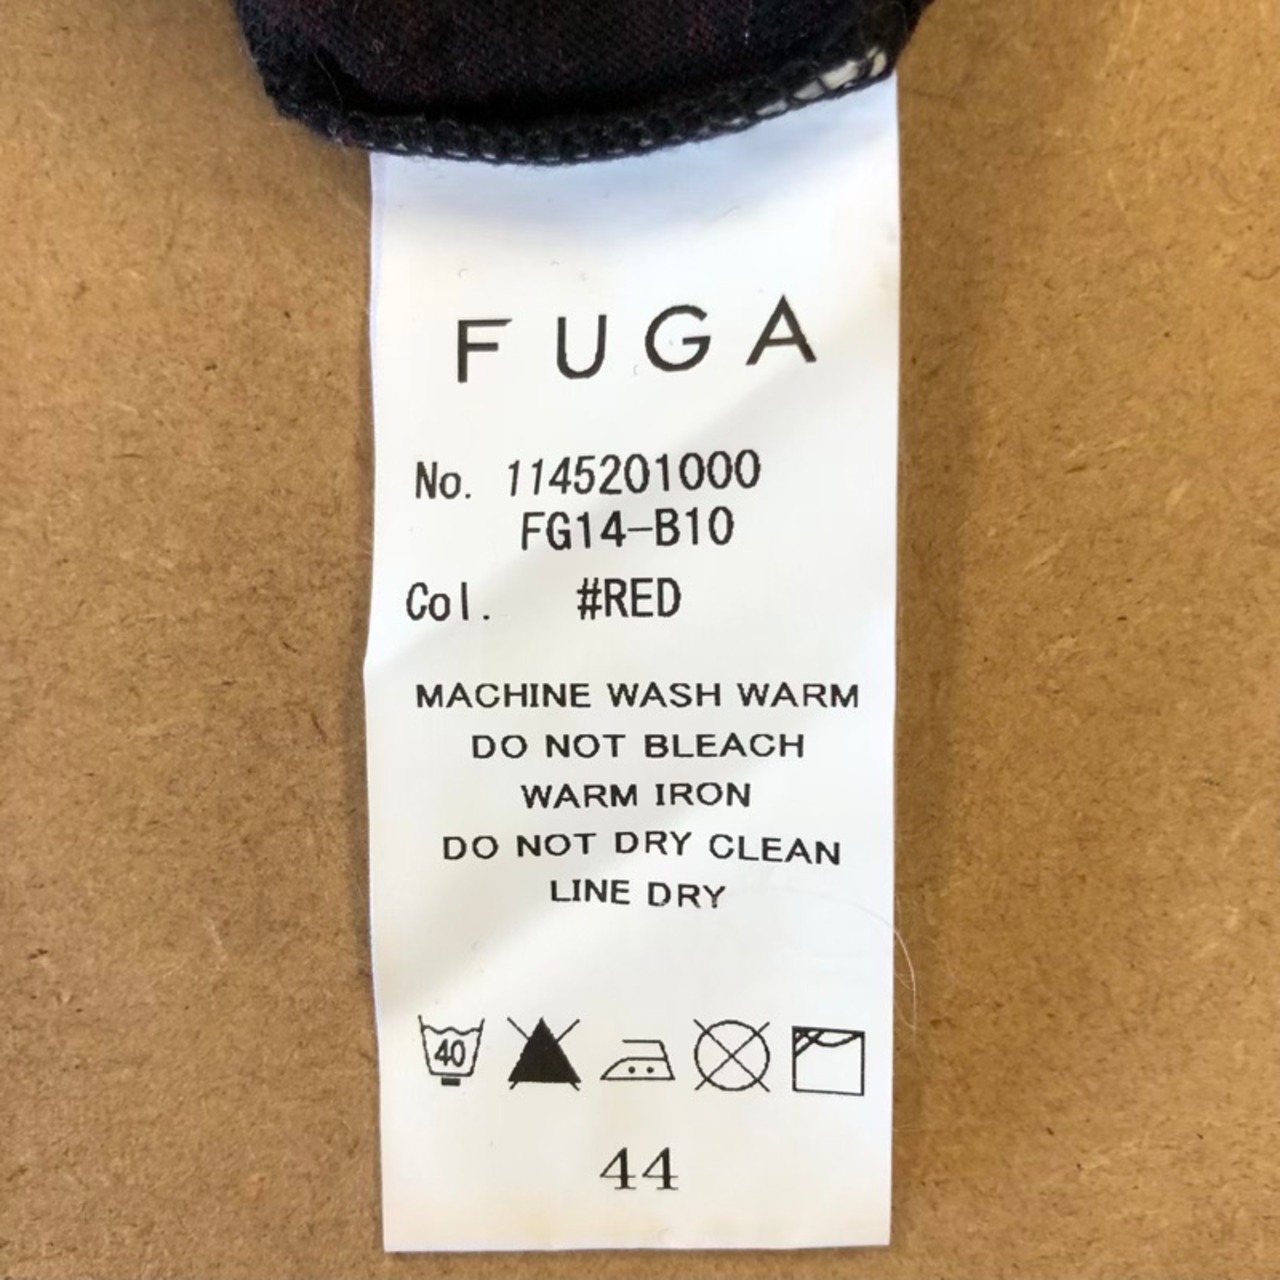 FUGA
No. 1145201000
FG14-B10
Col. #RED
MACHINE WASH WARM
DO NOT BLEACH
WARM IRON
DO NOT DRY CLEAN
LINE DRY
40
44